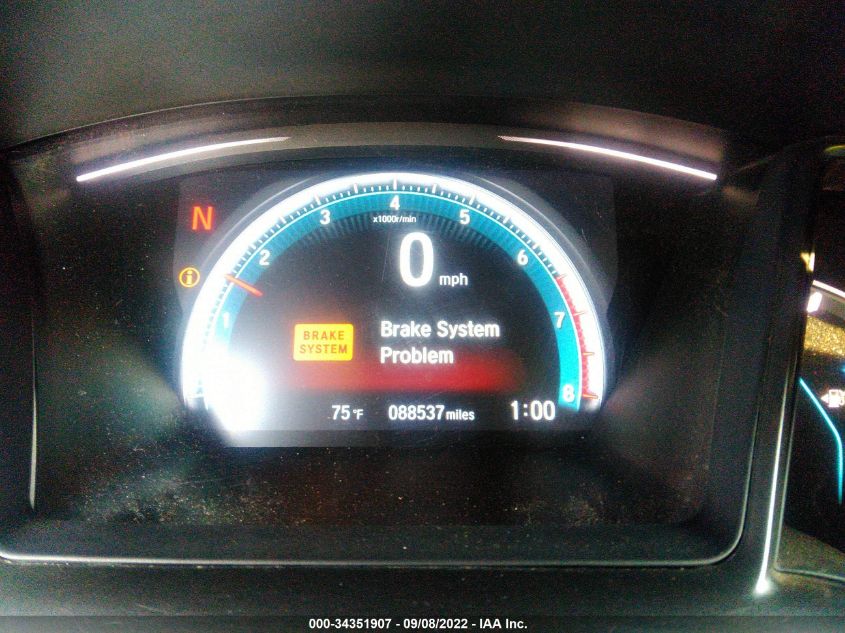 N
4
3
5
x1000r/min
2
6
0 mph
1
7
BRAKE
SYSTEM
Brake System
Problem
8
75°F 088537 miles 1:00
000-34351907 - 09/08/2022 - IAA Inc.